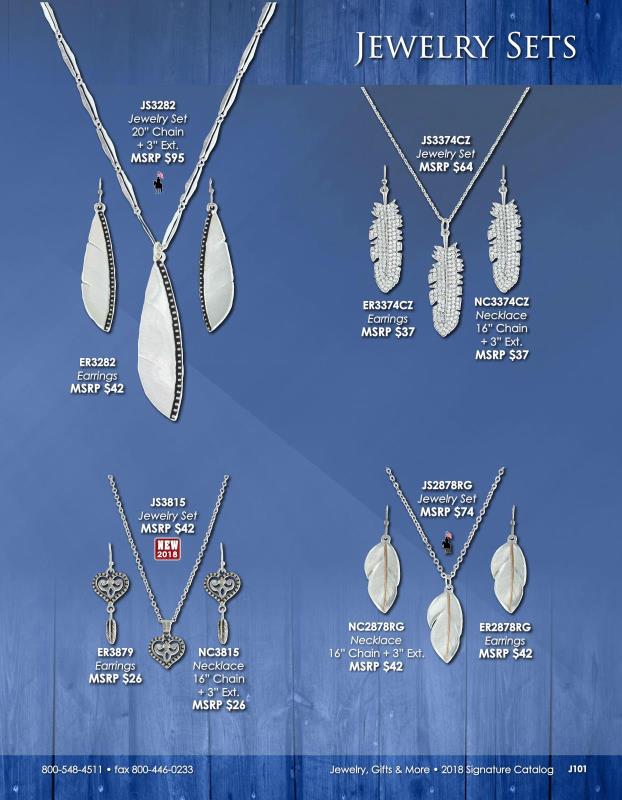 JEWELRY SETS
JS3282
Jewelry Set
20" Chain
+ 3" Ext.
MSRP $95
ER3282
Earrings
MSRP $42
JS3374CZ
Jewelry Set
MSRP $64
ER3374CZ
Earrings
MSRP $37
NC3374CZ
Necklace
16" Chain
+ 3" Ext.
MSRP $37
JS3815
Jewelry Set
MSRP $42
NEW
2018
ER3879
Earrings
MSRP $26
NC3815
Necklace
16" Chain
+ 3" Ext.
MSRP $26
JS2878RG
Jewelry Set
MSRP $74
NC2878RG
Necklace
16" Chain + 3" Ext.
MSRP $42
ER2878RG
Earrings
MSRP $42
800-548-4511 • fax 800-446-0233
Jewelry, Gifts & More • 2018 Signature Catalog J101